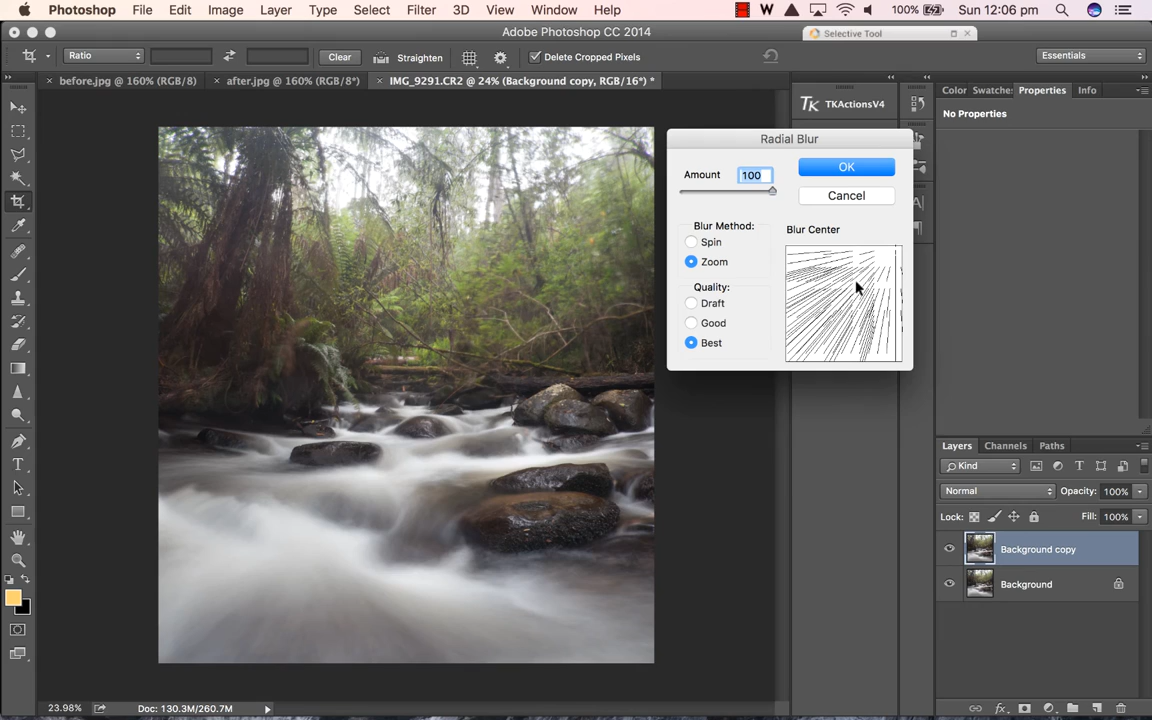 Photoshop File Edit Image Layer Type Select Filter 3D View Window Help W 100% Sun 12:06 pm
Adobe Photoshop CC 2014
Selective Tool
Ratio Clear Straighten Delete Cropped Pixels Essentials
before.jpg @ 160% (RGB/8) after.jpg @ 160% (RGB/8*) IMG_9291.CR2 @ 24% (Background copy, RGB/16*) *
Color Swatche: Properties Info
TK TKActionsV4
No Properties
Radial Blur
Amount 100 OK
Cancel
Blur Method: Blur Center
Spin
Zoom
Quality:
Draft
Good
Best
Layers Channels Paths
Kind
Normal Opacity: 100%
Lock: Fill: 100%
Background copy
Background
23.98% Doc: 130.3M/260.7M